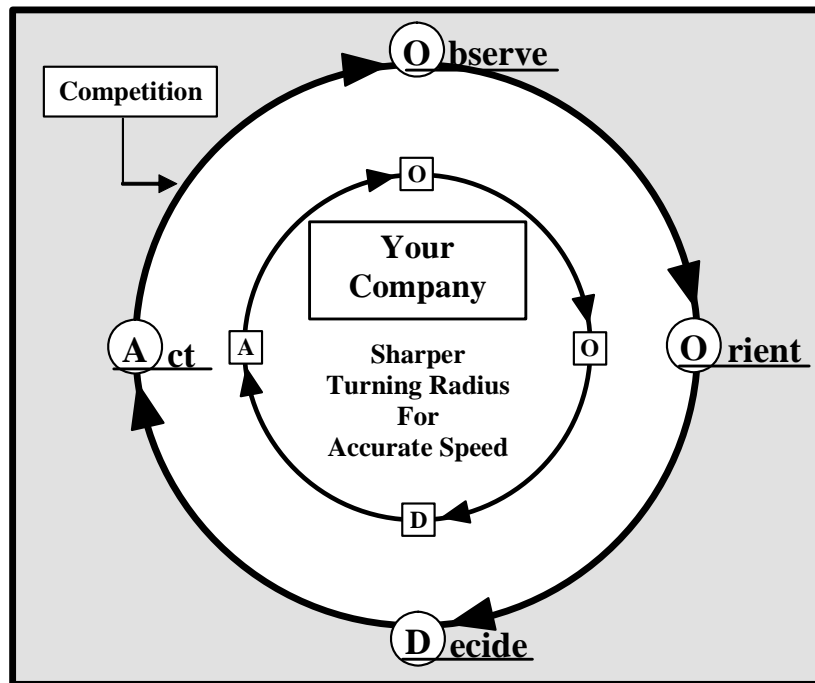 Observe
Competition
O
Your
Company
Act
A
Sharper
Turning Radius
For
Accurate Speed
O
Orient
D
Decide